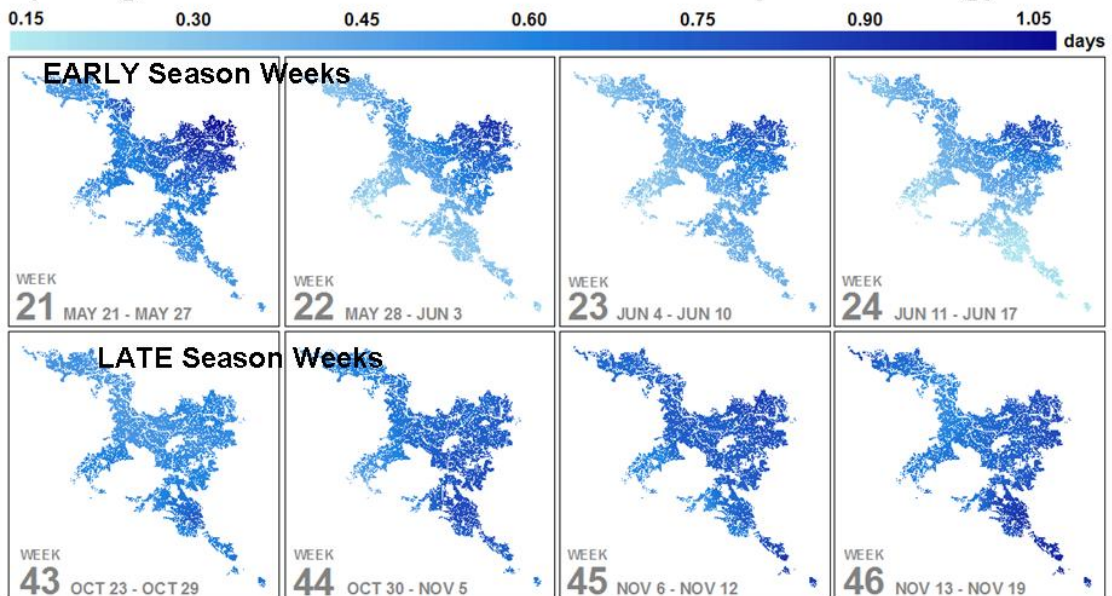 0.15 0.30 0.45 0.60 0.75 0.90 1.05
days
EARLY Season Weeks
WEEK
21 MAY 21 - MAY 27
WEEK
22 MAY 28 - JUN 3
WEEK
23 JUN 4 - JUN 10
WEEK
24 JUN 11 - JUN 17
LATE Season Weeks
WEEK
43 OCT 23 - OCT 29
WEEK
44 OCT 30 - NOV 5
WEEK
45 NOV 6 - NOV 12
WEEK
46 NOV 13 - NOV 19